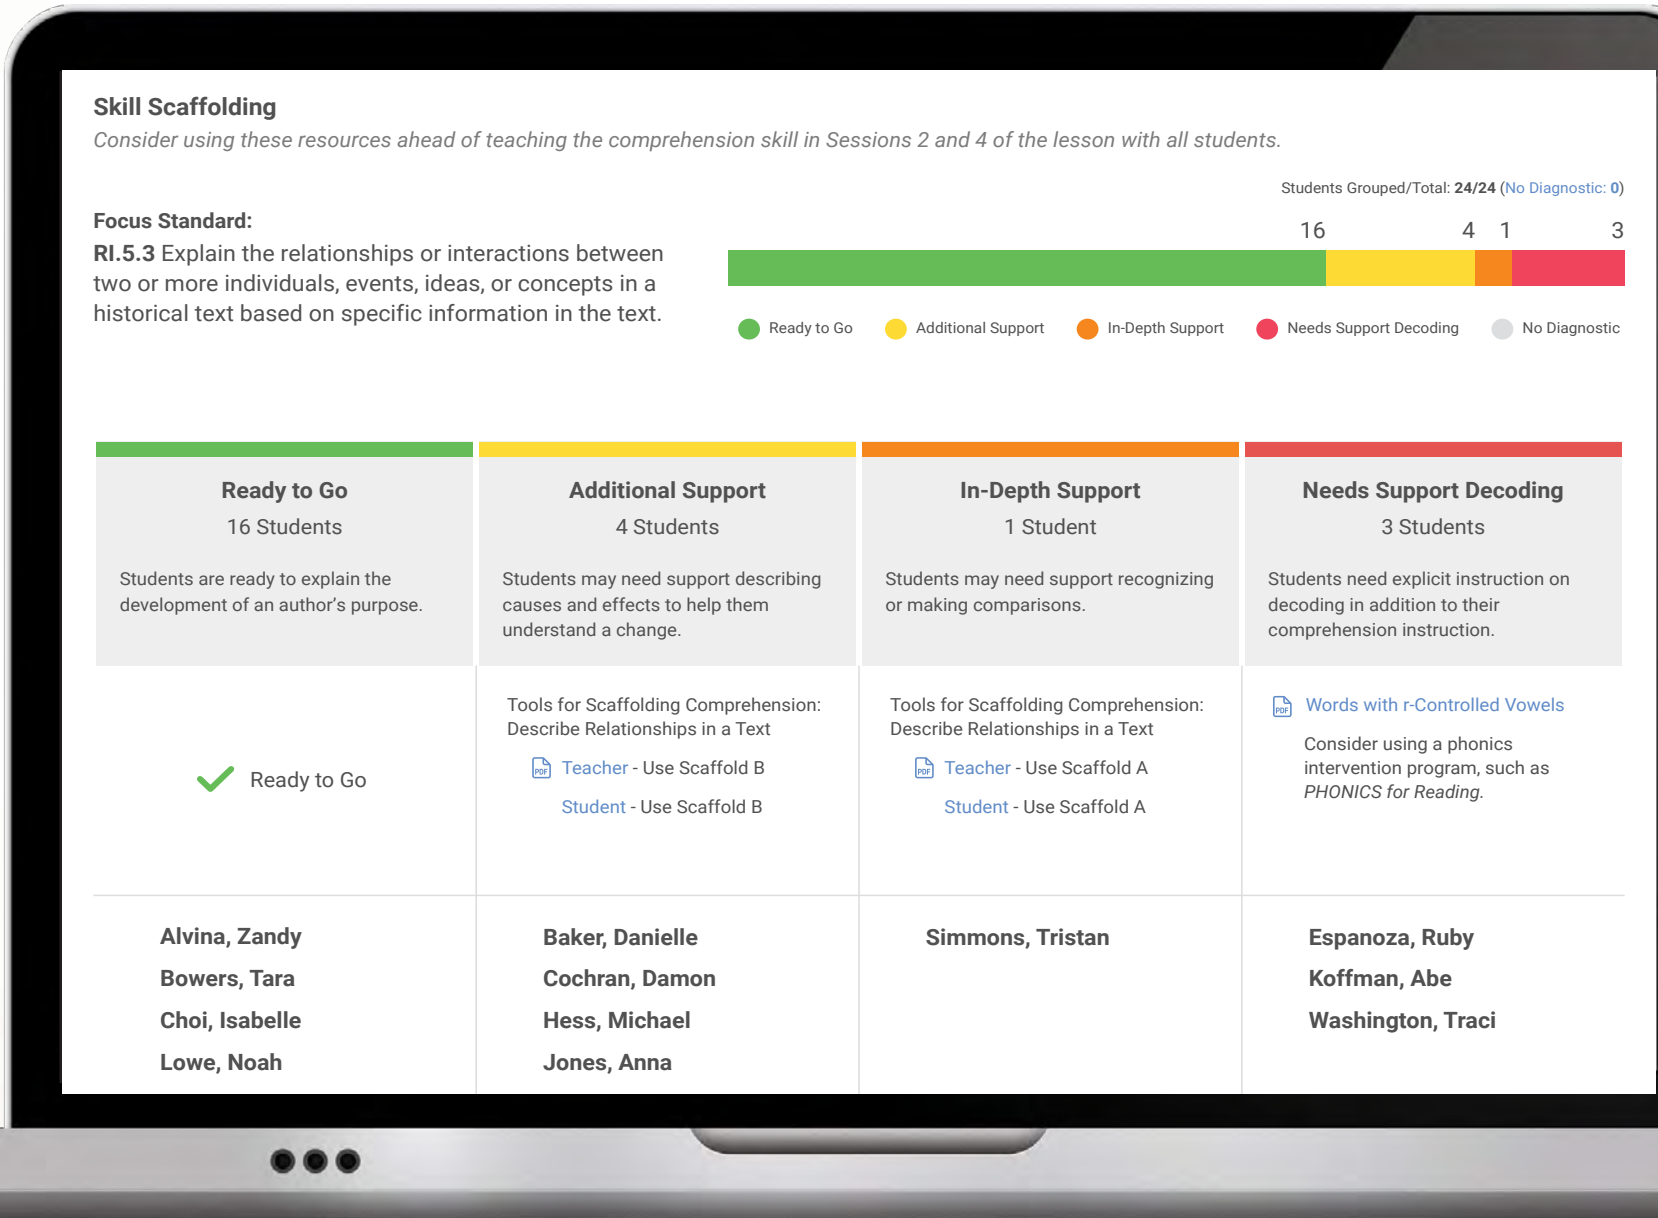 Skill Scaffolding
Consider using these resources ahead of teaching the comprehension skill in Sessions 2 and 4 of the lesson with all students.
Students Grouped/Total: 24/24 (No Diagnostic: 0)
Focus Standard:
RI.5.3 Explain the relationships or interactions between
two or more individuals, events, ideas, or concepts in a
historical text based on specific information in the text.
16 4 1 3
Ready to Go Additional Support In-Depth Support Needs Support Decoding No Diagnostic
Ready to Go
16 Students
Students are ready to explain the
development of an author's purpose.
Additional Support
4 Students
Students may need support describing
causes and effects to help them
understand a change.
In-Depth Support
1 Student
Students may need support recognizing
or making comparisons.
Needs Support Decoding
3 Students
Students need explicit instruction on
decoding in addition to their
comprehension instruction.
Ready to Go
Tools for Scaffolding Comprehension:
Describe Relationships in a Text
PDF Teacher - Use Scaffold B
Student - Use Scaffold B
Tools for Scaffolding Comprehension:
Describe Relationships in a Text
PDF Teacher - Use Scaffold A
Student - Use Scaffold A
PDF Words with r-Controlled Vowels
Consider using a phonics
intervention program, such as
PHONICS for Reading.
Alvina, Zandy
Bowers, Tara
Choi, Isabelle
Lowe, Noah
Baker, Danielle
Cochran, Damon
Hess, Michael
Jones, Anna
Simmons, Tristan
Espanoza, Ruby
Koffman, Abe
Washington, Traci